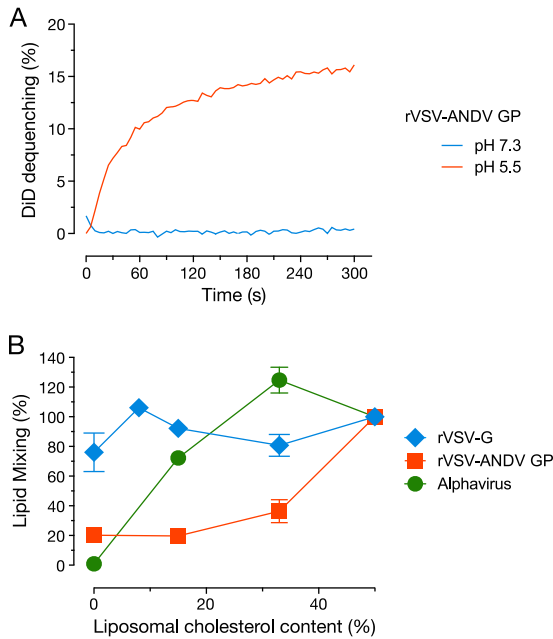 A
DiD dequenching (%)
20
15
10
5
0
0
60
120
180
240
300
Time (s)
rVSV-ANDV GP
pH 7.3
pH 5.5
B
Lipid Mixing (%)
140
120
100
80
60
40
20
0
0
20
40
Liposomal cholesterol content (%)
rVSV-G
rVSV-ANDV GP
Alphavirus